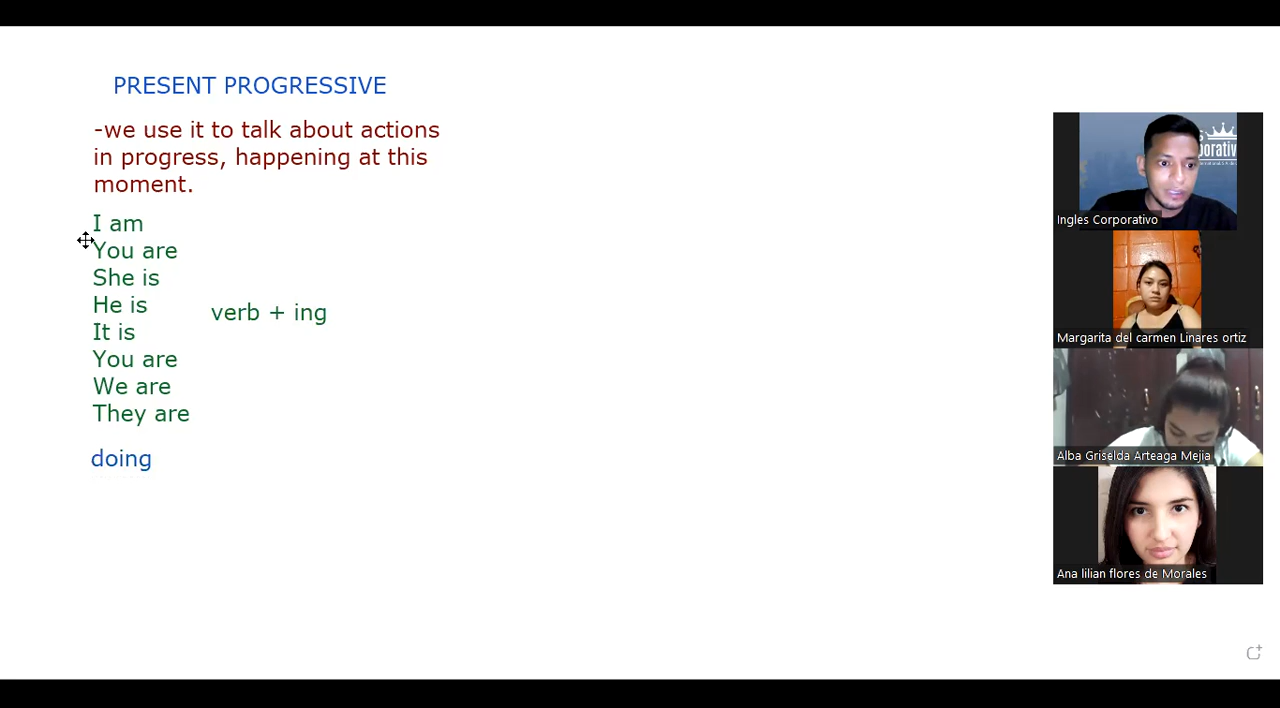 PRESENT PROGRESSIVE
-we use it to talk about actions
in progress, happening at this
moment.
I am
You are
She is
He is
It is
You are
We are
They are
verb + ing
doing
Ingles Corporativo
Margarita del carmen Linares ortiz
Alba Griselda Arteaga Mejia
Ana lilian flores de Morales